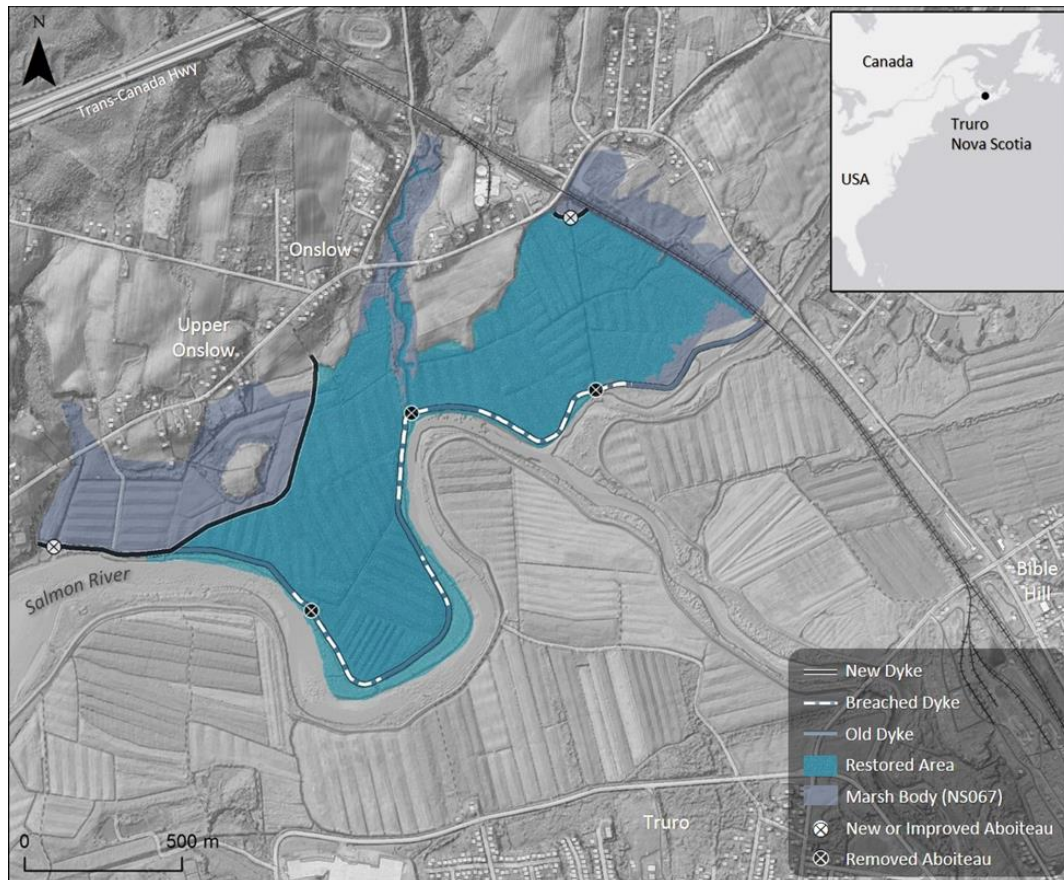 N
Trans-Canada Hwy
Canada
Truro
Nova Scotia
USA
Onslow
Upper
Onslow
Salmon River
Bible
Hill
New Dyke
Breached Dyke
Old Dyke
Restored Area
Marsh Body (NS067)
New or Improved Aboiteau
Removed Aboiteau
Truro
0
500 m